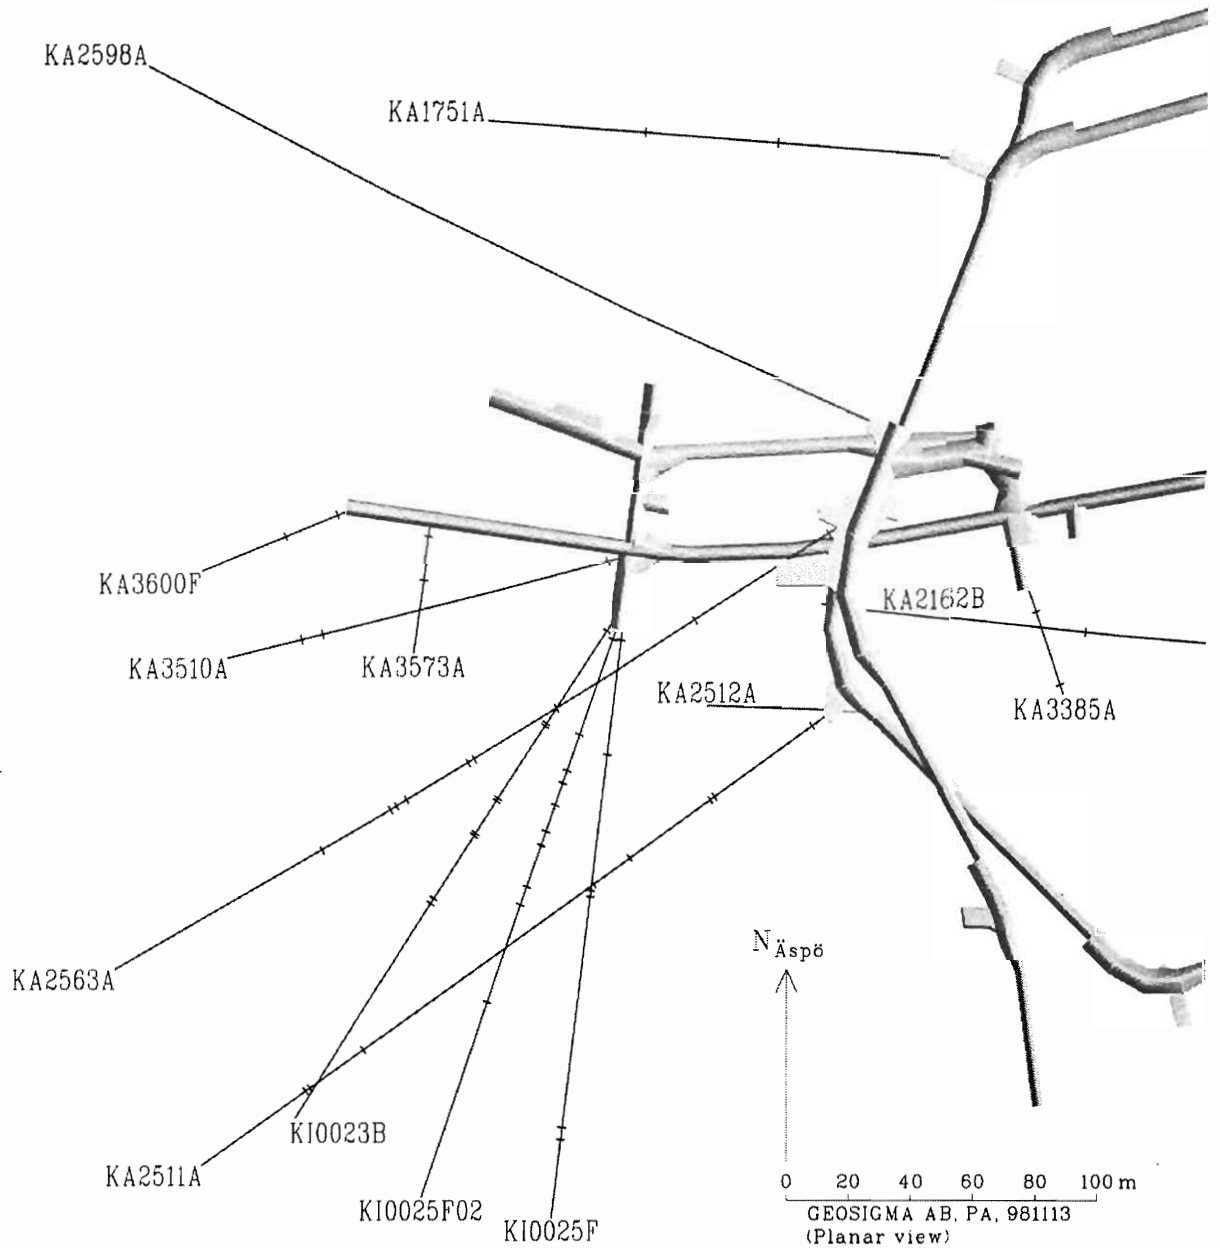 KA2598A
KA1751A
KA3600F
KA3510A
KA3573A
KA2162B
KA2512A
KA3385A
KA2563A
N Äspö
KI0023B
KA2511A
KI0025F02
KI0025F
0 20 40 60 80 100 m
GEOSIGMA AB, PA, 981113
(Planar view)